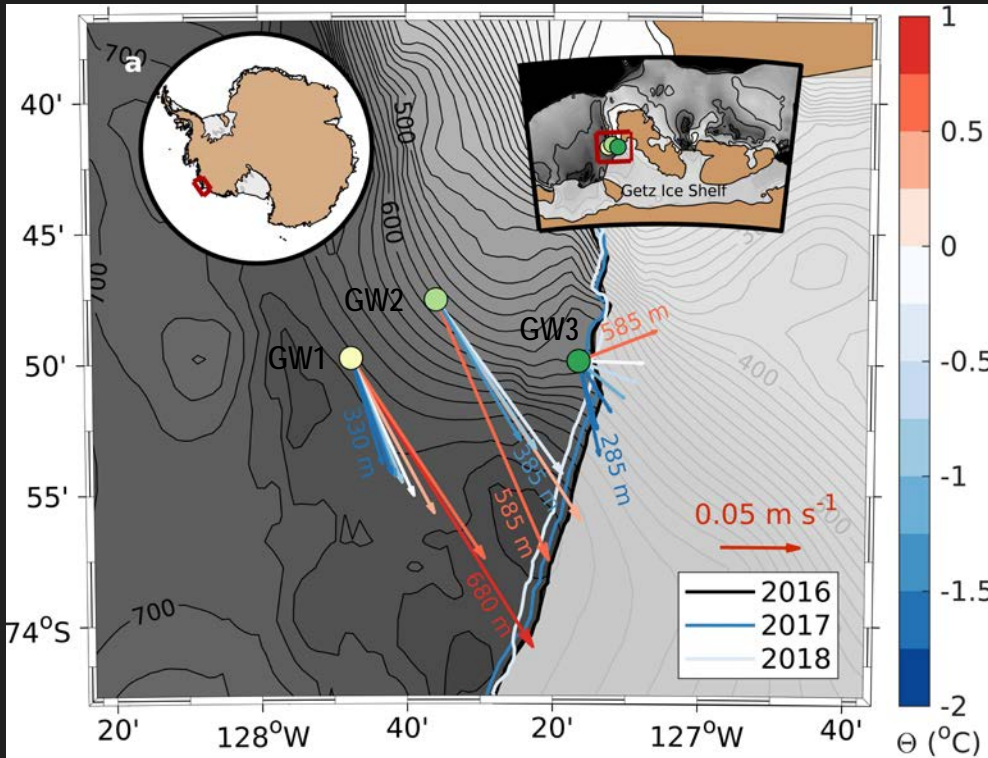 a
700
500
600
700
700
400
Getz Ice Shelf
GW1
GW2
GW3
330 m
680 m
385 m
585 m
585 m
285 m
0.05 m s⁻¹
2016
2017
2018
40'
45'
50'
55'
74°S
20'
128°W
40'
20'
127°W
40'
1
0.5
0
-0.5
-1
-1.5
-2
Θ (°C)